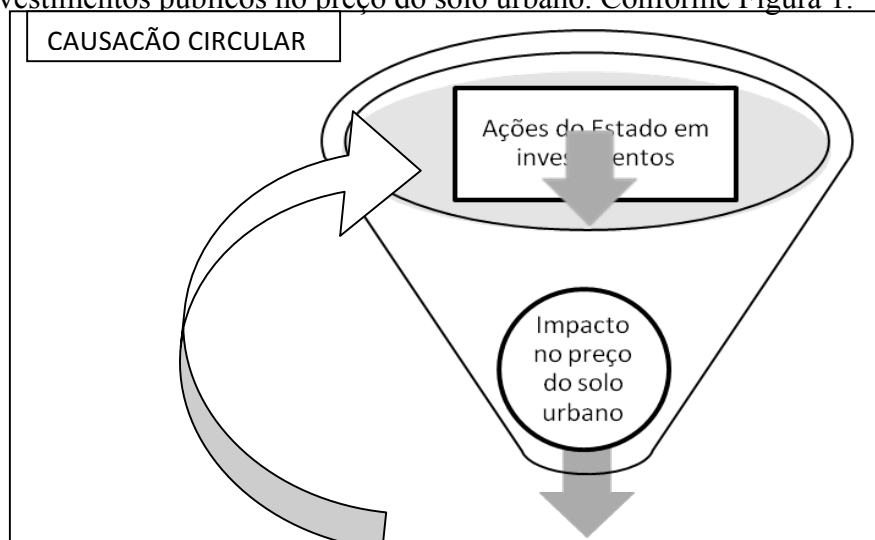 vestimentos públicos no preço do solo urbano. Conforme Figura 1.
CAUSACÃO CIRCULAR
Ações do Estado em
Impacto
no preço
do solo
urbano